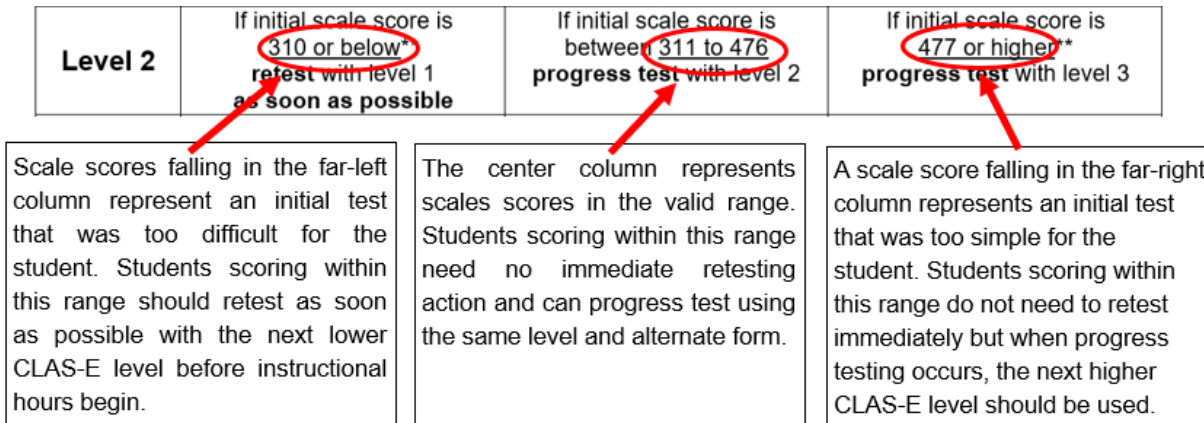 Level 2
If initial scale score is
310 or below**
retest with level 1
as soon as possible
If initial scale score is
between 311 to 476
progress test with level 2
If initial scale score is
477 or higher**
progress test with level 3
Scale scores falling in the far-left
column represent an initial test
that was too difficult for the
student. Students scoring within
this range should retest as soon
as possible with the next lower
CLAS-E level before instructional
hours begin.
The center column represents
scales scores in the valid range.
Students scoring within this range
need no immediate retesting
action and can progress test using
the same level and alternate form.
A scale score falling in the far-right
column represents an initial test
that was too simple for the
student. Students scoring within
this range do not need to retest
immediately but when progress
testing occurs, the next higher
CLAS-E level should be used.